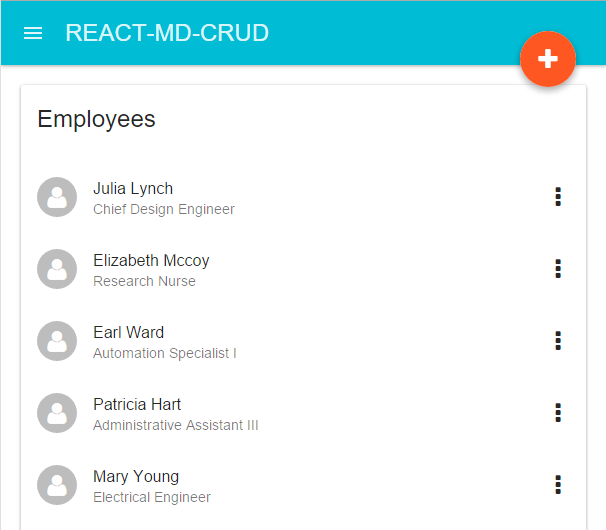 REACT-MD-CRUD
Employees
Julia Lynch
Chief Design Engineer
Elizabeth Mccoy
Research Nurse
Earl Ward
Automation Specialist I
Patricia Hart
Administrative Assistant III
Mary Young
Electrical Engineer